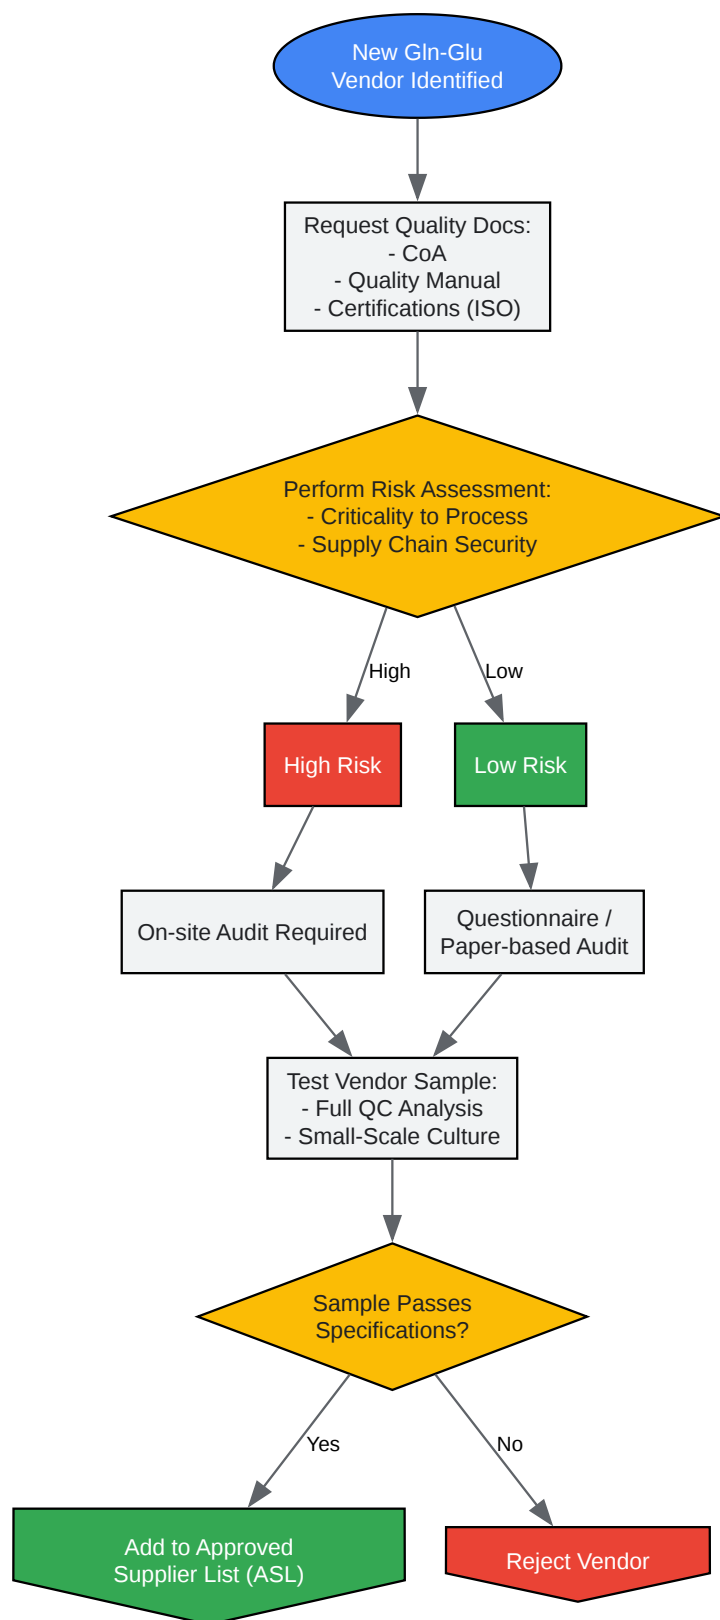 New Gln-Glu
Vendor Identified
Request Quality Docs:
- CoA
- Quality Manual
- Certifications (ISO)
Perform Risk Assessment:
- Criticality to Process
- Supply Chain Security
High
Low
High Risk
Low Risk
On-site Audit Required
Questionnaire /
Paper-based Audit
Test Vendor Sample:
- Full QC Analysis
- Small-Scale Culture
Sample Passes
Specifications?
Yes
No
Add to Approved
Supplier List (ASL)
Reject Vendor